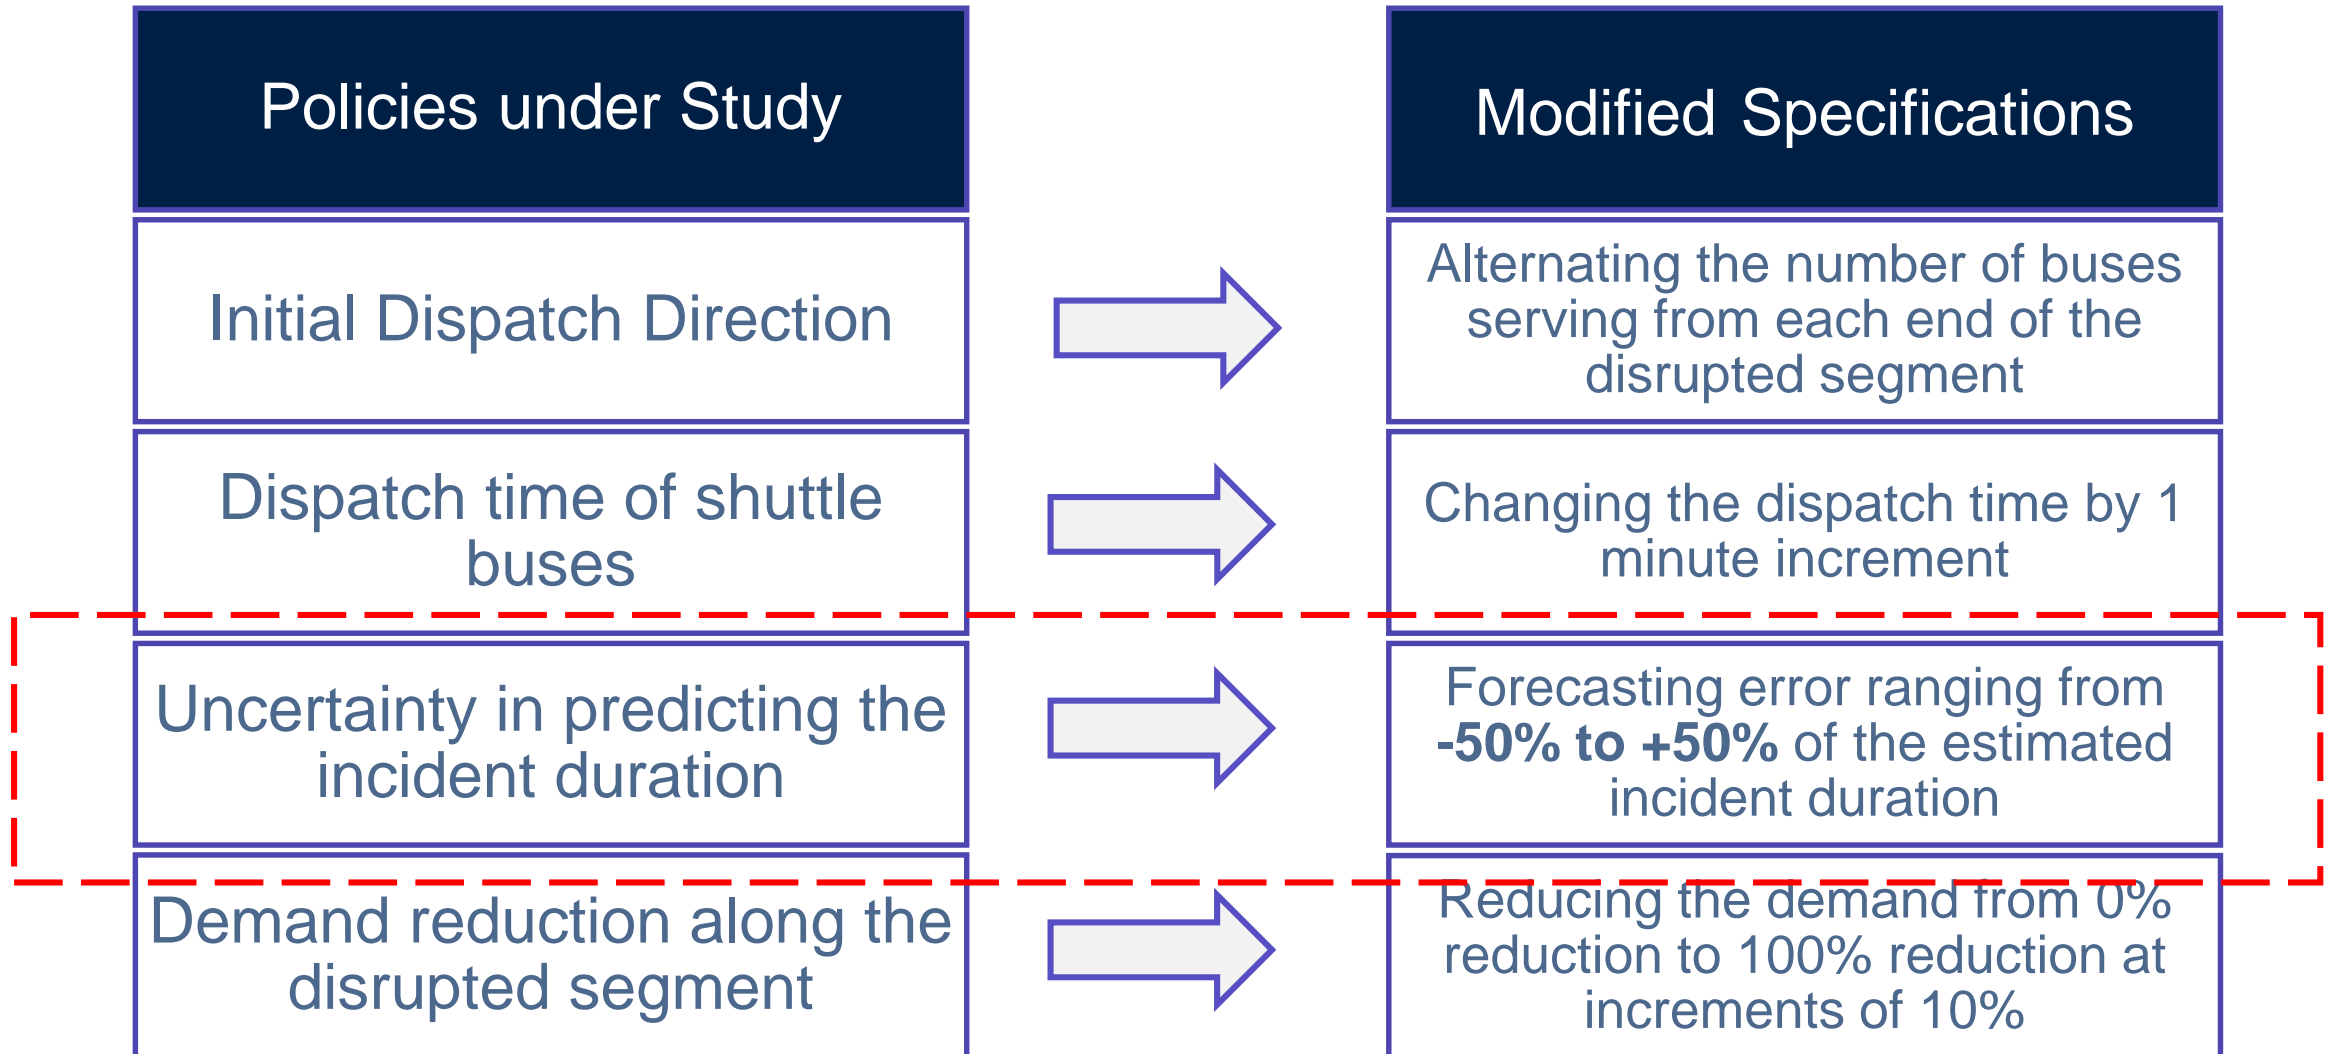 Policies under Study
Modified Specifications
Initial Dispatch Direction
Alternating the number of buses
serving from each end of the
disrupted segment
Dispatch time of shuttle
buses
Changing the dispatch time by 1
minute increment
Uncertainty in predicting the
incident duration
Forecasting error ranging from
-50% to +50% of the estimated
incident duration
Demand reduction along the
disrupted segment
Reducing the demand from 0%
reduction to 100% reduction at
increments of 10%